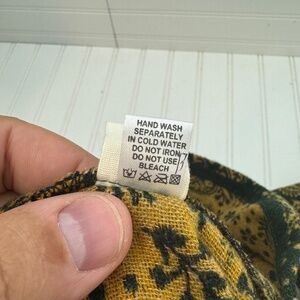 HAND WASH
SEPARATELY
IN COLD WATER
DO NOT IRON
DO NOT USE
BLEACH